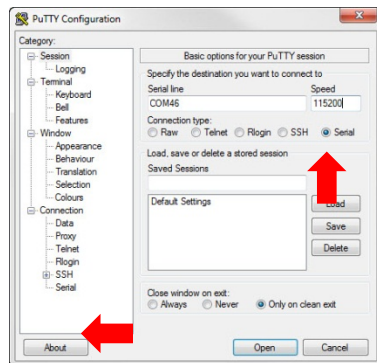 PuTTY Configuration
Category:
Session
Logging
Terminal
Keyboard
Bell
Features
Window
Appearance
Behaviour
Translation
Selection
Colours
Connection
Data
Proxy
Telnet
Rlogin
SSH
Serial
About
Basic options for your PuTTY session
Specify the destination you want to connect to
Serial line Speed
COM46 115200
Connection type:
Raw Telnet Rlogin SSH Serial
Load, save or delete a stored session
Saved Sessions
Default Settings
Load
Save
Delete
Close window on exit:
Always Never Only on clean exit
Open Cancel